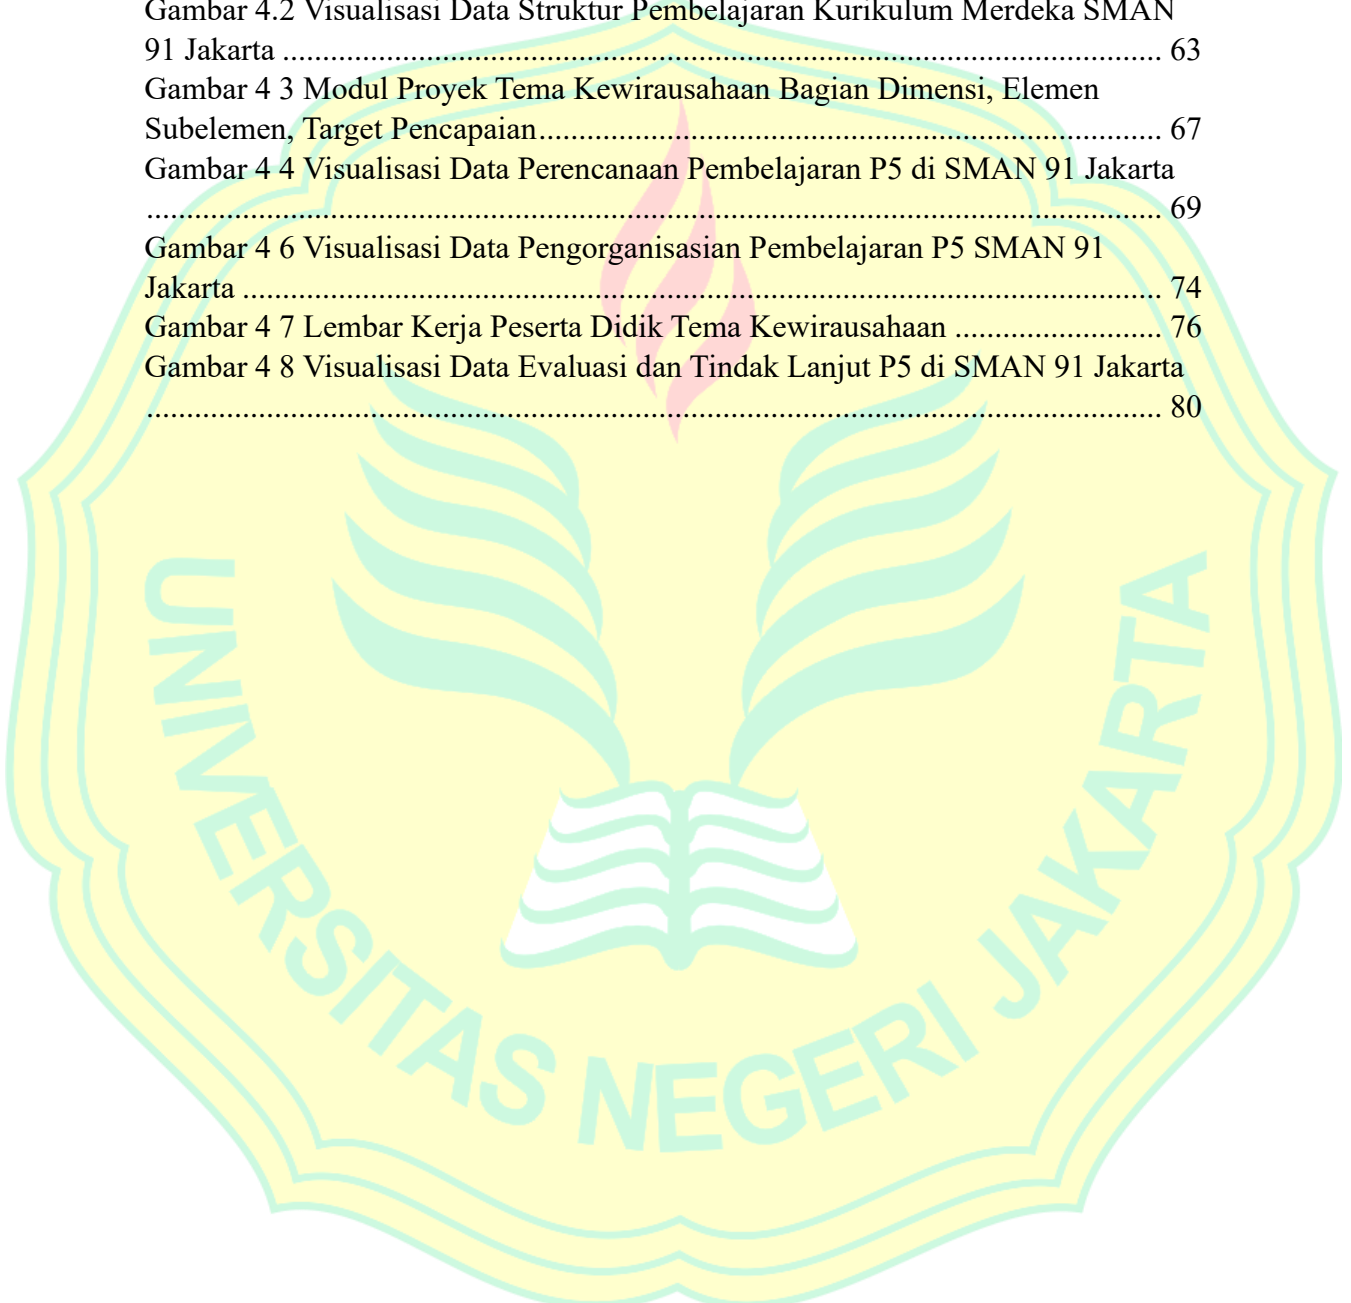 Gambar 4.2 Visualisasi Data Struktur Pembelajaran Kurikulum Merdeka SMAN
91 Jakarta .............................................................................................................. 63
Gambar 4 3 Modul Proyek Tema Kewirausahaan Bagian Dimensi, Elemen
Subelemen, Target Pencapaian.............................................................................. 67
Gambar 4 4 Visualisasi Data Perencanaan Pembelajaran P5 di SMAN 91 Jakarta
............................................................................................................................... 69
Gambar 4 6 Visualisasi Data Pengorganisasian Pembelajaran P5 SMAN 91
Jakarta ................................................................................................................... 74
Gambar 4 7 Lembar Kerja Peserta Didik Tema Kewirausahaan .......................... 76
Gambar 4 8 Visualisasi Data Evaluasi dan Tindak Lanjut P5 di SMAN 91 Jakarta
............................................................................................................................... 80
UNIVERSITAS NEGERI JAKARTA